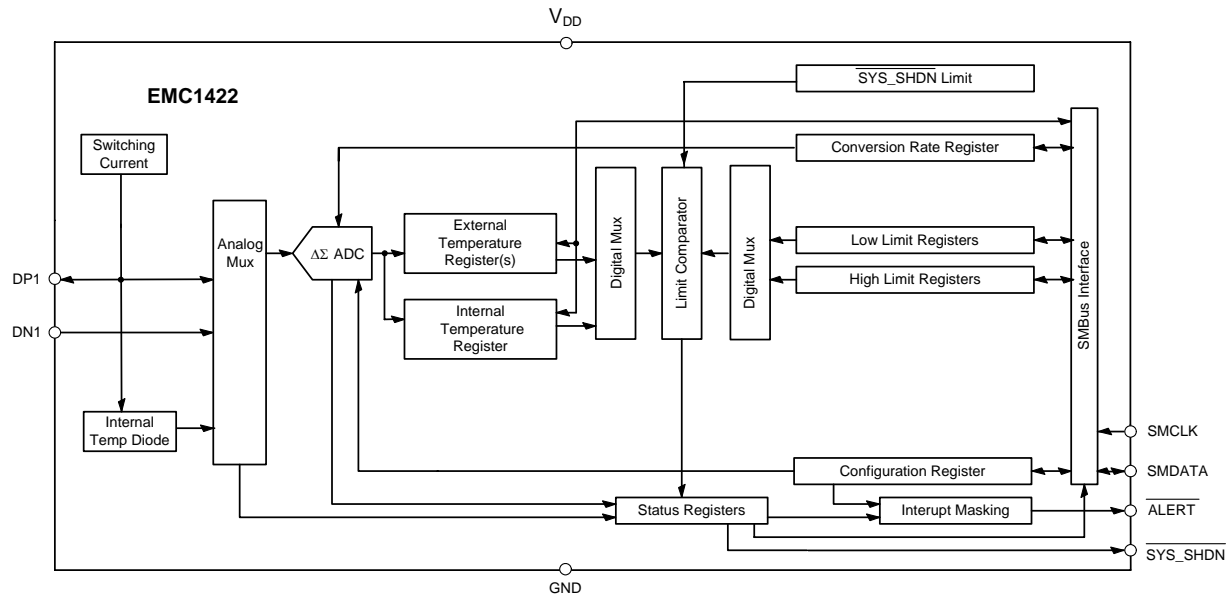 VDD
EMC1422
SYS_SHDN Limit
Switching
Current
Conversion Rate Register
Analog
Mux
ΔΣ ADC
External
Temperature
Register(s)
Digital Mux
Limit Comparator
Digital Mux
Low Limit Registers
High Limit Registers
SMBus Interface
DP1
DN1
Internal
Temperature
Register
Internal
Temp Diode
SMCLK
Configuration Register
SMDATA
Status Registers
Interupt Masking
ALERT
SYS_SHDN
GND